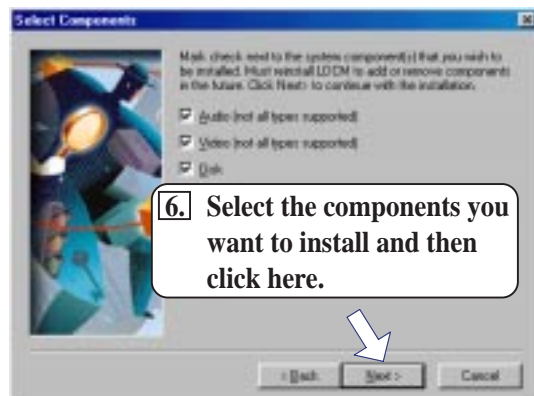 Select Components
Mark check next to the system component(s) that you wish to
be installed. Must reinstall LDCM to add or remove components
in the future. Click Next> to continue with the installation.
Audio (not all types supported)
Video (not all types supported)
Disk
6. Select the components you
want to install and then
click here.
< Back Next > Cancel